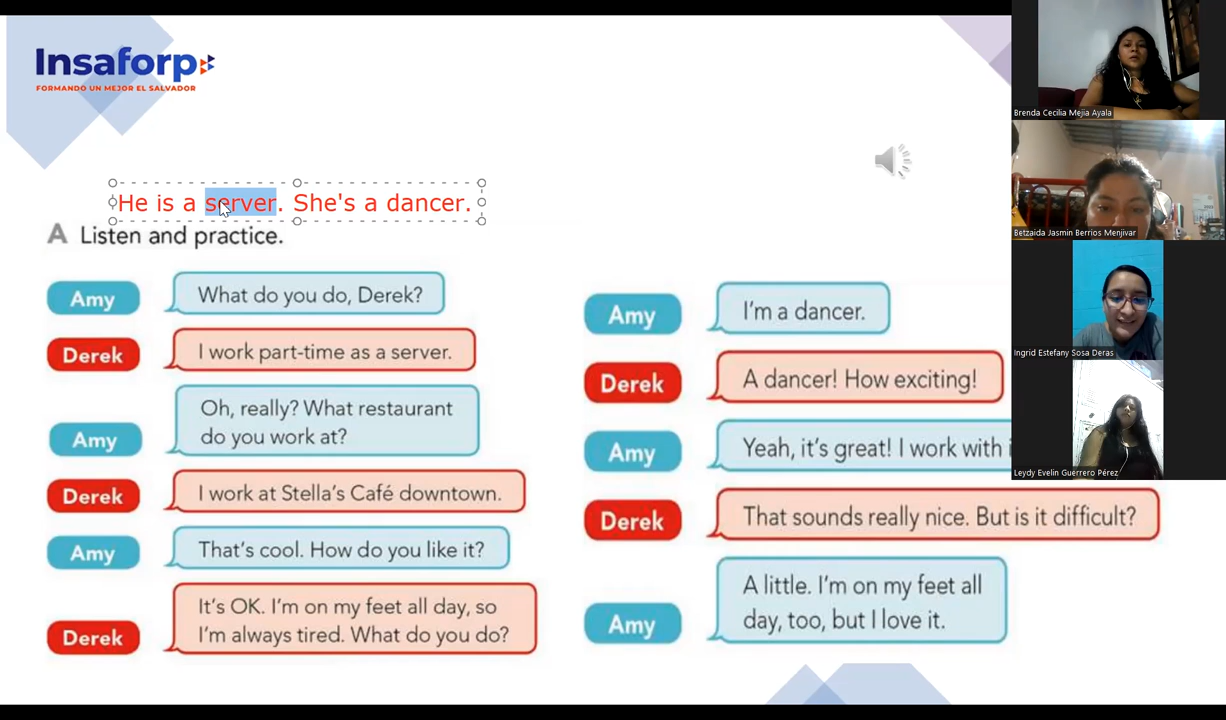 Insaforp
FORMANDO UN MEJOR EL SALVADOR
He is a server. She's a dancer.
A Listen and practice.
Amy What do you do, Derek?
Derek I work part-time as a server.
Amy Oh, really? What restaurant
do you work at?
Derek I work at Stella's Café downtown.
Amy That's cool. How do you like it?
Derek It's OK. I'm on my feet all day, so
I'm always tired. What do you do?
Amy I'm a dancer.
Derek A dancer! How exciting!
Amy Yeah, it's great! I work with
Derek That sounds really nice. But is it difficult?
Amy A little. I'm on my feet all
day, too, but I love it.
Brenda Cecilia Mejia Ayala
Betzaida Jasmin Berrios Menjivar
Ingrid Estefany Sosa Deras
Leydy Evelin Guerrero Pérez